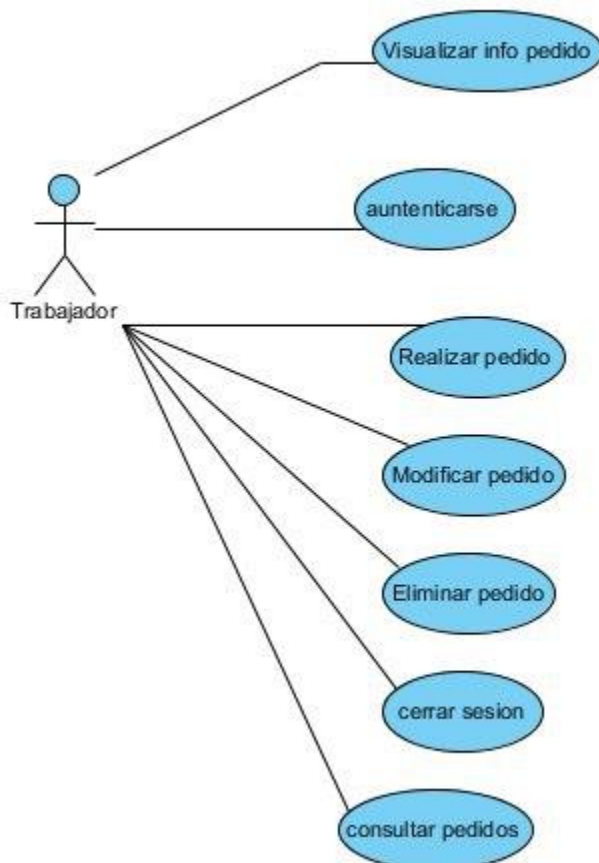 Visualizar info pedido
auntenticarse
Trabajador
Realizar pedido
Modificar pedido
Eliminar pedido
cerrar sesion
consultar pedidos